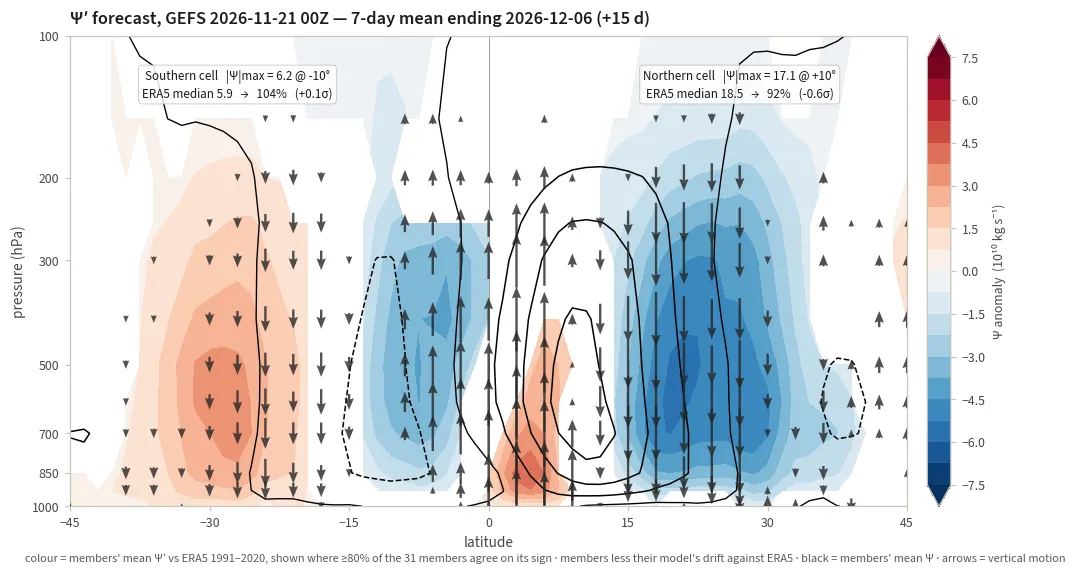 Ψ′ forecast, GEFS 2026-11-21 00Z — 7-day mean ending 2026-12-06 (+15 d)
Southern cell |Ψ|max = 6.2 @ -10°
ERA5 median 5.9 → 104% (+0.1σ)
Northern cell |Ψ|max = 17.1 @ +10°
ERA5 median 18.5 → 92% (-0.6σ)
100
200
300
400
500
700
850
1000
pressure (hPa)
−45
−30
−15
0
15
30
45
latitude
7.5
6.0
4.5
3.0
1.5
0.0
−1.5
−3.0
−4.5
−6.0
−7.5
Ψ anomaly (10¹⁰ kg s⁻¹)
colour = members' mean Ψ′ vs ERA5 1991–2020, shown where ≥80% of the 31 members agree on its sign · members less their model's drift against ERA5 · black = members' mean Ψ · arrows = vertical motion